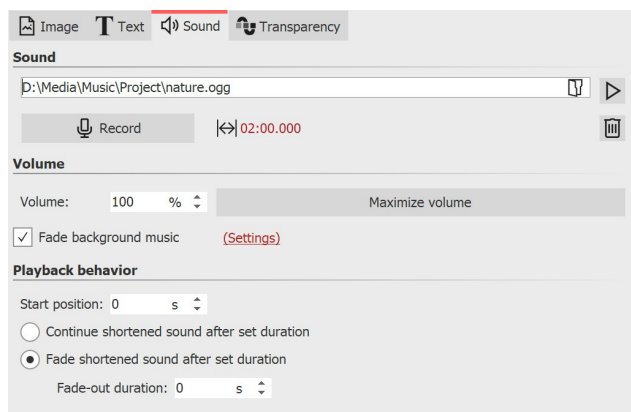 Image Text Sound Transparency
Sound
D:\Media\Music\Project\nature.ogg
Record 02:00.000
Volume
Volume: 100 % Maximize volume
Fade background music (Settings)
Playback behavior
Start position: 0 s
Continue shortened sound after set duration
Fade shortened sound after set duration
Fade-out duration: 0 s